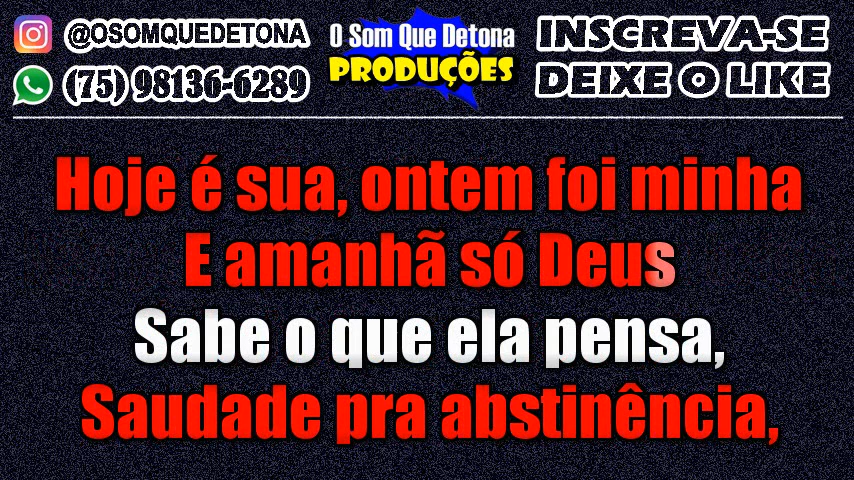 @OSOMQUEDETONA
(75) 98136-6289
O Som Que Detona
PRODUÇÕES
INSCREVA-SE
DEIXE O LIKE
Hoje é sua, ontem foi minha
E amanhã só Deus
Sabe o que ela pensa,
Saudade pra abstinência,